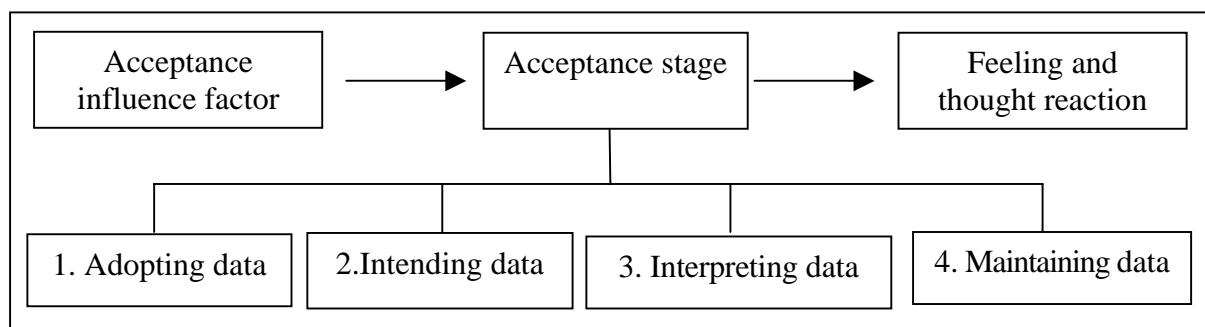 Acceptance
influence factor
Acceptance stage
Feeling and
thought reaction
1. Adopting data
2.Intending data
3. Interpreting data
4. Maintaining data